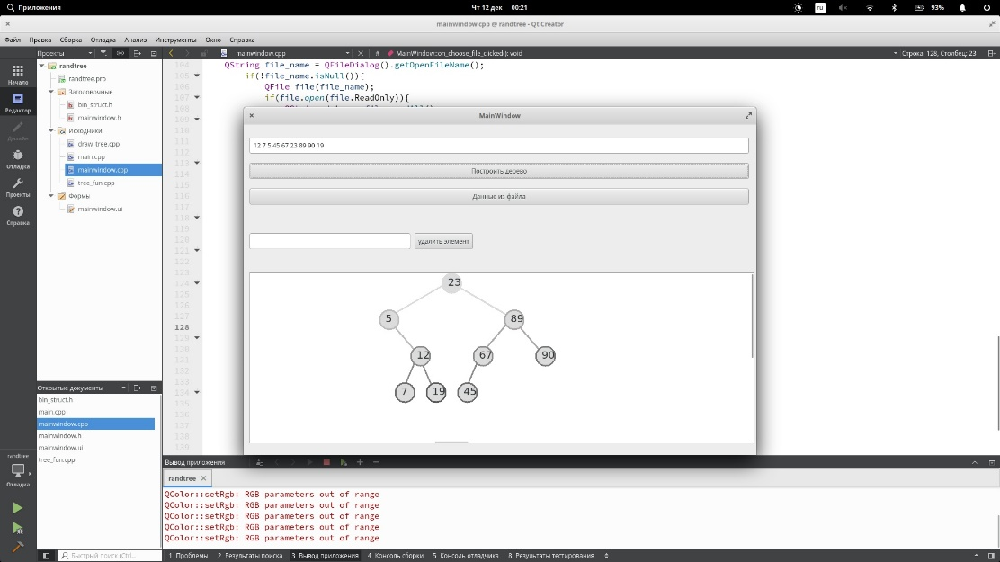 Приложения
Чт 12 дек 00:21
ru
93%
mainwindow.cpp @ randtree - Qt Creator
Файл Правка Сборка Отладка Анализ Инструменты Окно Справка
Проекты
mainwindow.cpp
# MainWindow::on_choose_file_clicked(): void
Строка: 128, Столбец: 23
Начало
Редактор
Дизайн
Отладка
Проекты
Справка
randtree
randtree.pro
Заголовочные
bin_struct.h
mainwindow.h
Исходники
draw_tree.cpp
main.cpp
mainwindow.cpp
tree_fun.cpp
Формы
mainwindow.ui
104 QString file_name = QFileDialog().getOpenFileName();
105 if(!file_name.isNull()){
106 QFile file(file_name);
107 if(file.open(file.ReadOnly)){
108
109
110
111
112
113
114
115
116
117
118
119
120
121
122
123
124
125
126
127
128
129
130
131
132
133
134
135
136
137
138
139
MainWindow
12 7 5 45 67 23 89 90 19
Построить дерево
Данные из файла
удалить элемент
23
5 89
12 67 90
7 19 45
Открытые документы
bin_struct.h
main.cpp
mainwindow.cpp
mainwindow.h
mainwindow.ui
tree_fun.cpp
randtree
Отладка
Вывод приложения
randtree
QColor::setRgb: RGB parameters out of range
QColor::setRgb: RGB parameters out of range
QColor::setRgb: RGB parameters out of range
QColor::setRgb: RGB parameters out of range
QColor::setRgb: RGB parameters out of range
Быстрый поиск (Ctrl...
1 Проблемы 2 Результаты поиска 3 Вывод приложения 4 Консоль сборки 5 Консоль отладчика 8 Результаты тестирования